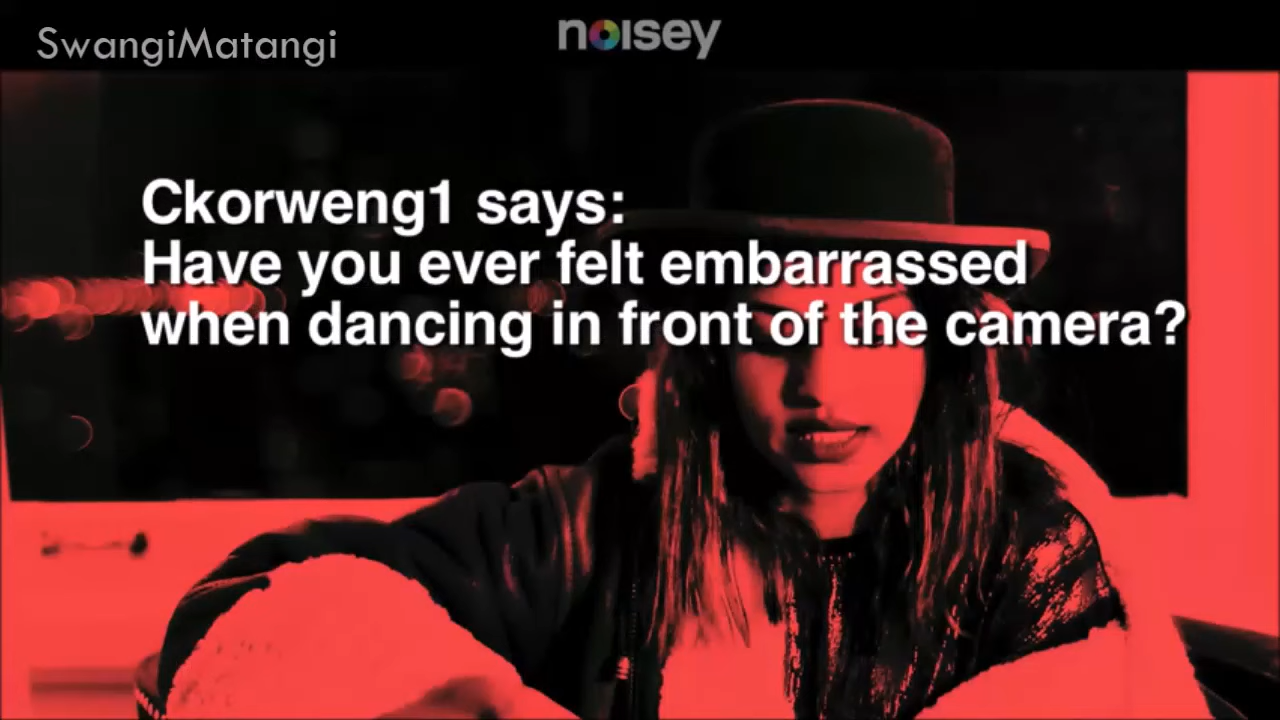 SwangiMatangi
noisey
Ckorweng1 says:
Have you ever felt embarrassed
when dancing in front of the camera?